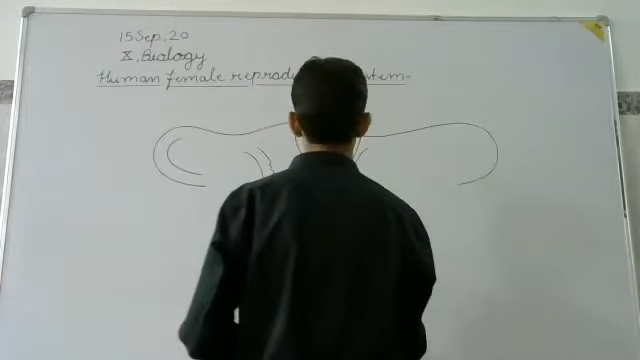 15 Sep, 20
X, Biology
Human female reprodu stem-